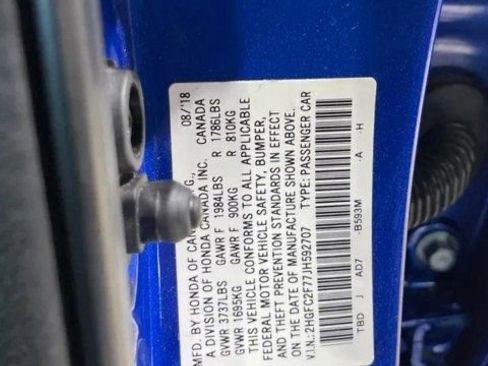 MFD. BY HONDA OF CAN 08/'18
A DIVISION OF HONDA CANADA INC. CANADA
GVWR 3737LBS GAWR F 1984LBS R 1786LBS
GVWR 1695KG GAWR F 900KG R 810KG
THIS VEHICLE CONFORMS TO ALL APPLICABLE
FEDERAL MOTOR VEHICLE SAFETY, BUMPER,
AND THEFT PREVENTION STANDARDS IN EFFECT
ON THE DATE OF MANUFACTURE SHOWN ABOVE.
V.I.N.: 2HGFC2F77JH592707 TYPE: PASSENGER CAR
TBD J AD7 -B593M -A -H